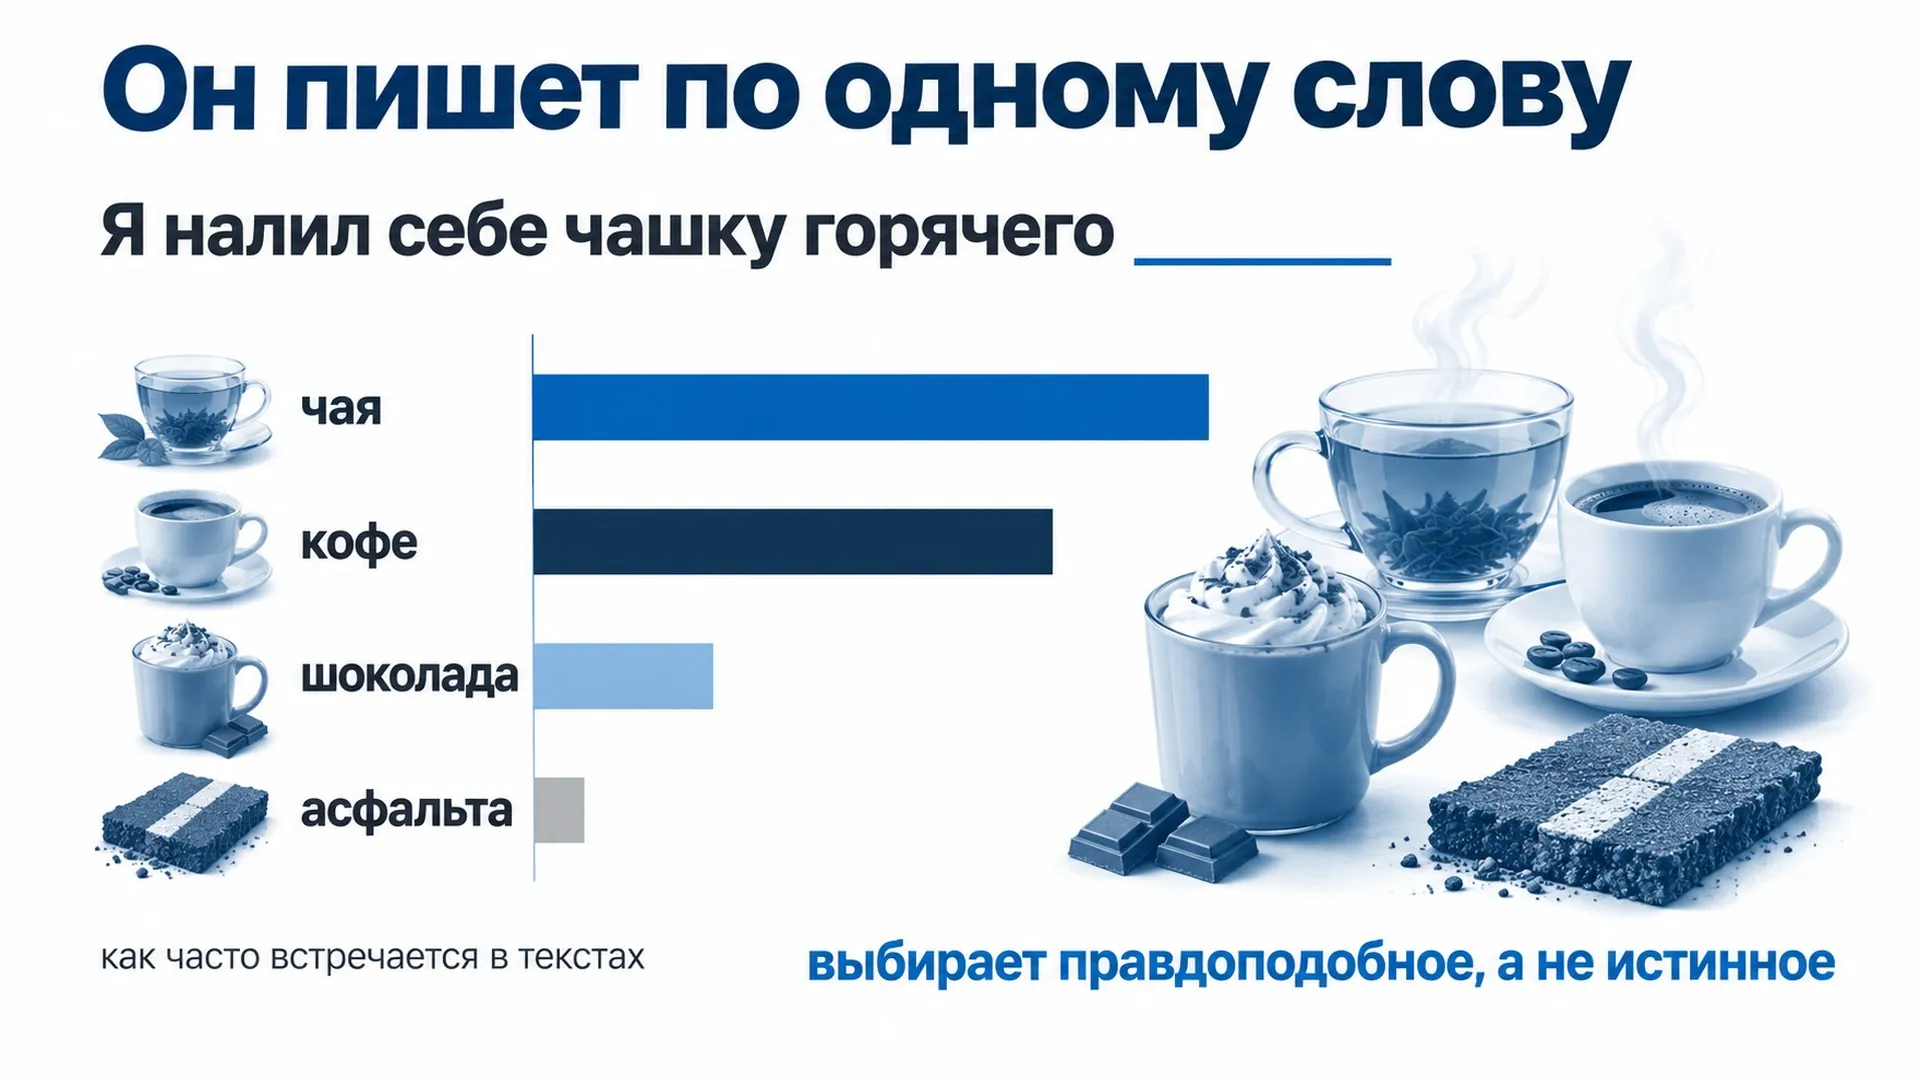 Он пишет по одному слову
Я налил себе чашку горячего
чая
кофе
шоколада
асфальта
как часто встречается в текстах
выбирает правдоподобное, а не истинное